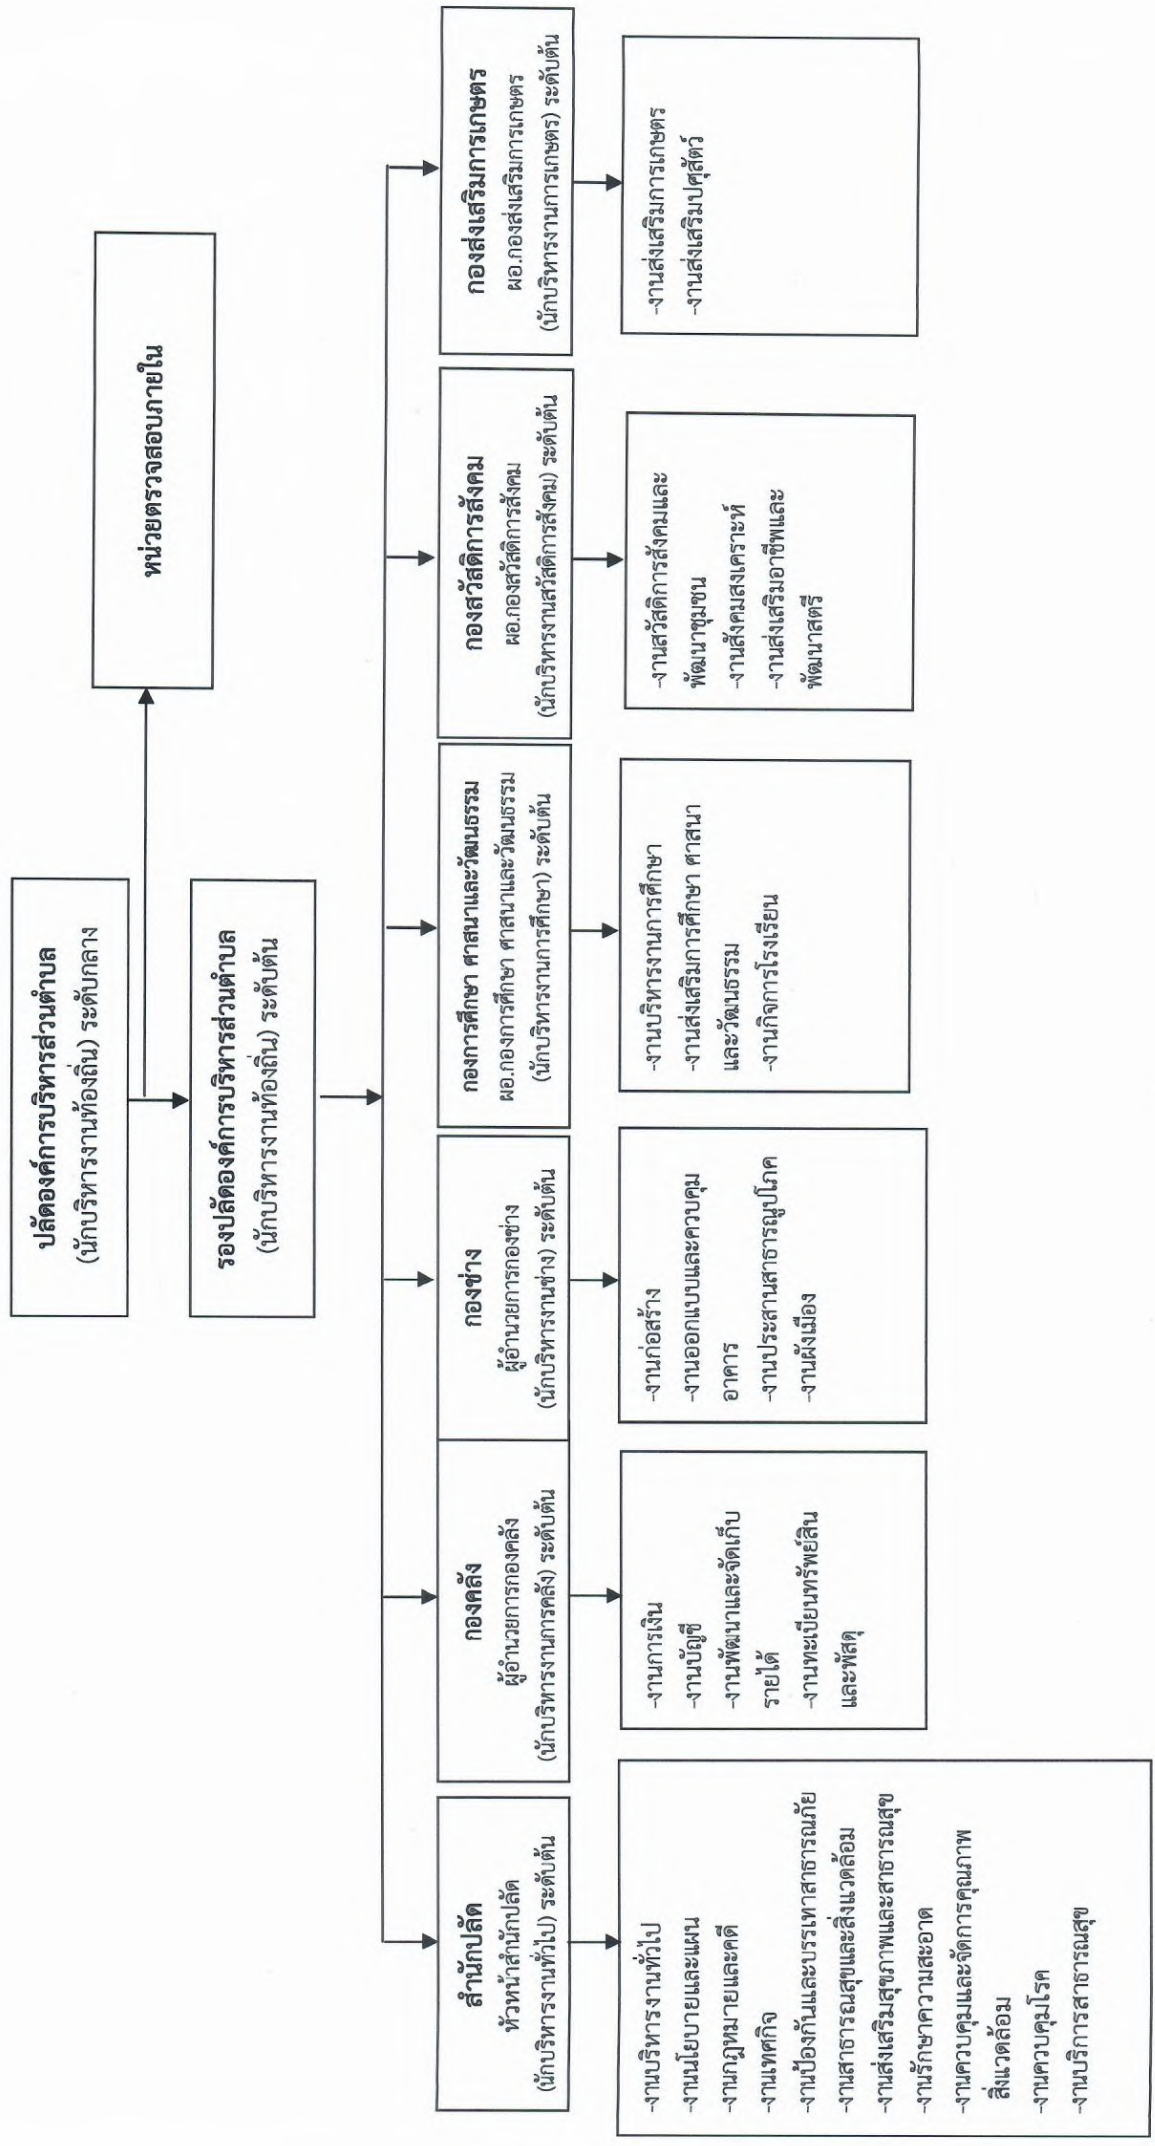 ปลัดองค์การบริหารส่วนตำบล
(นักบริหารงานท้องถิ่น) ระดับกลาง
หน่วยตรวจสอบภายใน
รองปลัดองค์การบริหารส่วนตำบล
(นักบริหารงานท้องถิ่น) ระดับต้น
สำนักปลัด
หัวหน้าสำนักปลัด
(นักบริหารงานทั่วไป) ระดับต้น
-งานบริหารงานทั่วไป
-งานนโยบายและแผน
-งานกฎหมายและคดี
-งานเทศกิจ
-งานป้องกันและบรรเทาสาธารณภัย
-งานสาธารณสุขและสิ่งแวดล้อม
-งานส่งเสริมสุขภาพและสาธารณสุข
-งานรักษาความสะอาด
-งานควบคุมและจัดการคุณภาพ
สิ่งแวดล้อม
-งานควบคุมโรค
-งานบริการสาธารณสุข
กองคลัง
ผู้อำนวยการกองคลัง
(นักบริหารงานการคลัง) ระดับต้น
-งานการเงิน
-งานบัญชี
-งานพัฒนาและจัดเก็บ
รายได้
-งานทะเบียนทรัพย์สิน
และพัสดุ
กองช่าง
ผู้อำนวยการกองช่าง
(นักบริหารงานช่าง) ระดับต้น
-งานก่อสร้าง
-งานออกแบบและควบคุม
อาคาร
-งานประสานสาธารณูปโภค
-งานผังเมือง
กองการศึกษา ศาสนาและวัฒนธรรม
ผอ.กองการศึกษา ศาสนาและวัฒนธรรม
(นักบริหารงานการศึกษา) ระดับต้น
-งานบริหารงานการศึกษา
-งานส่งเสริมการศึกษา ศาสนา
และวัฒนธรรม
-งานกิจการโรงเรียน
กองสวัสดิการสังคม
ผอ.กองสวัสดิการสังคม
(นักบริหารงานสวัสดิการสังคม) ระดับต้น
-งานสวัสดิการสังคมและ
พัฒนาชุมชน
-งานสังคมสงเคราะห์
-งานส่งเสริมอาชีพและ
พัฒนาสตรี
กองส่งเสริมการเกษตร
ผอ.กองส่งเสริมการเกษตร
(นักบริหารงานการเกษตร) ระดับต้น
-งานส่งเสริมการเกษตร
-งานส่งเสริมปศุสัตว์